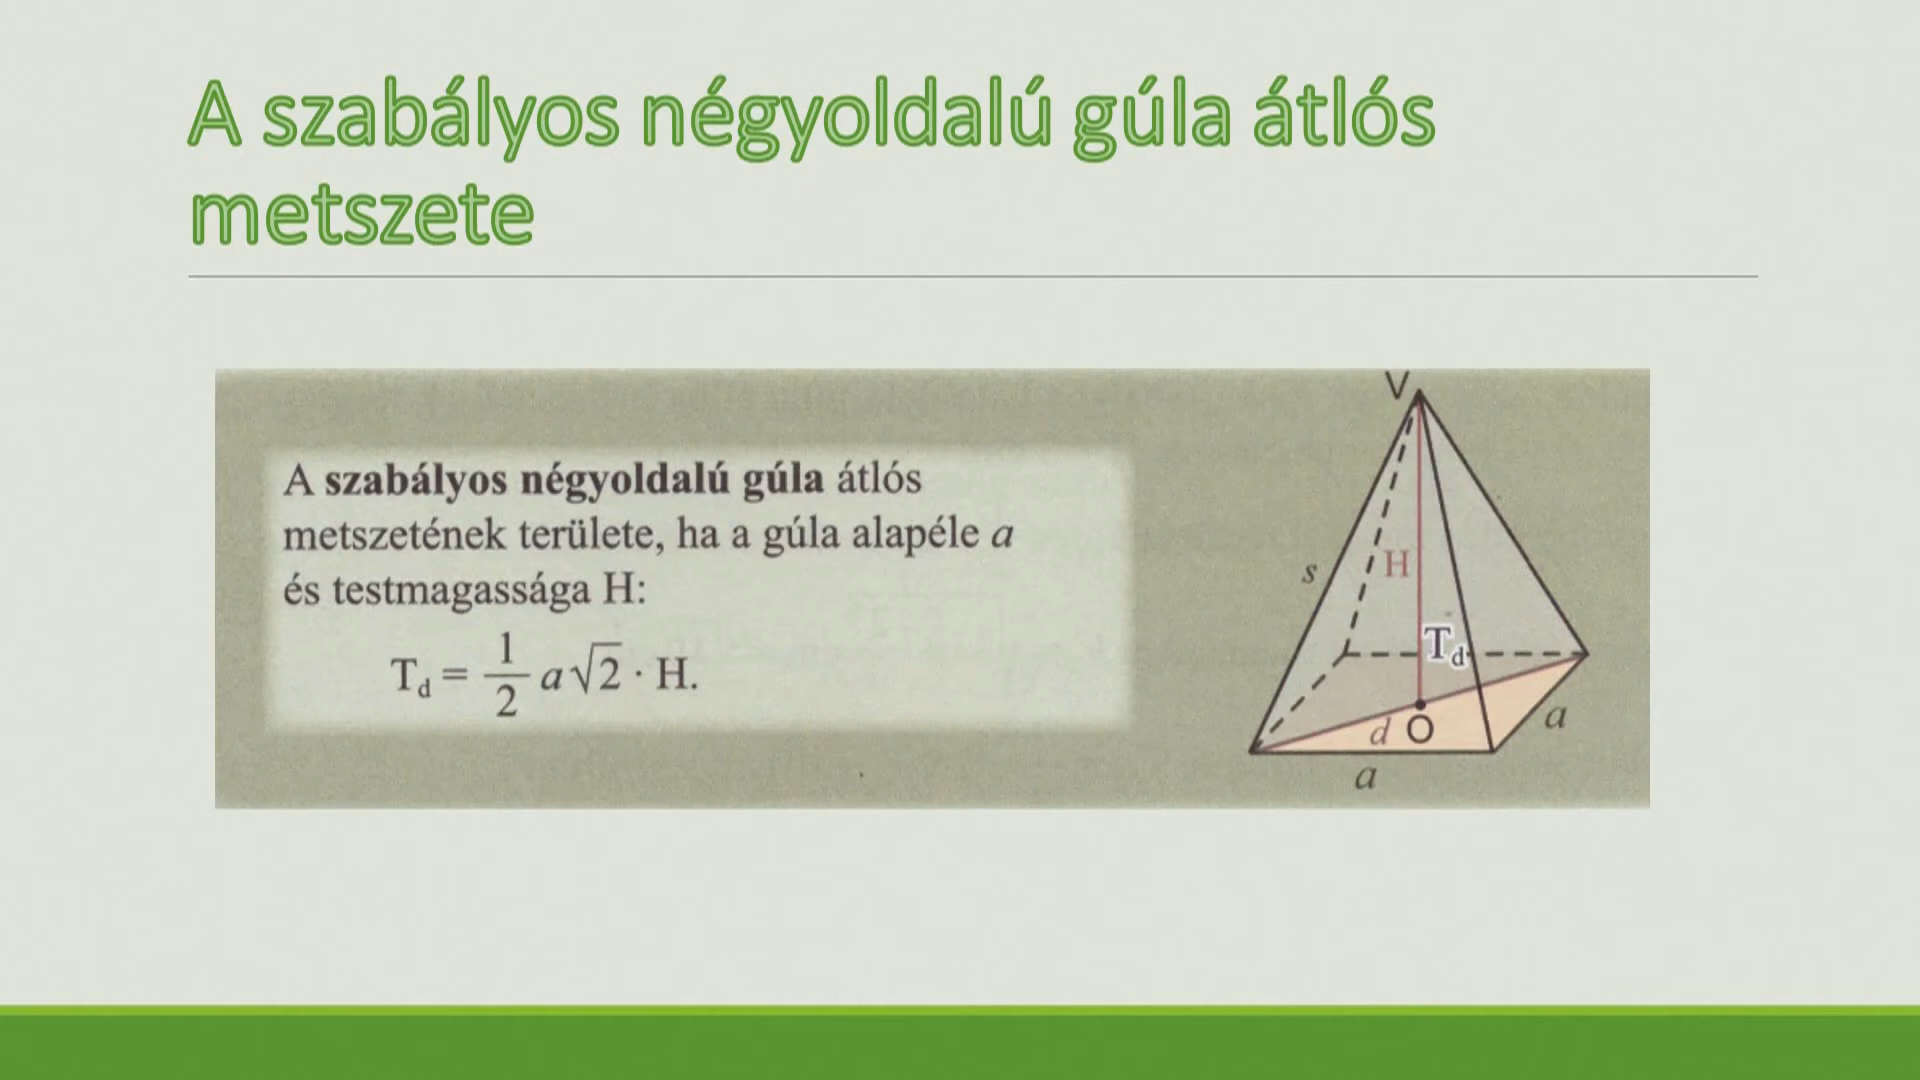 A szabályos négyoldalú gúla átlós
metszete
A szabályos négyoldalú gúla átlós
metszetének területe, ha a gúla alapéle a
és testmagassága H:
T_d = 1/2 a√2 · H.
V
s
H
T_d
d
O
a
a